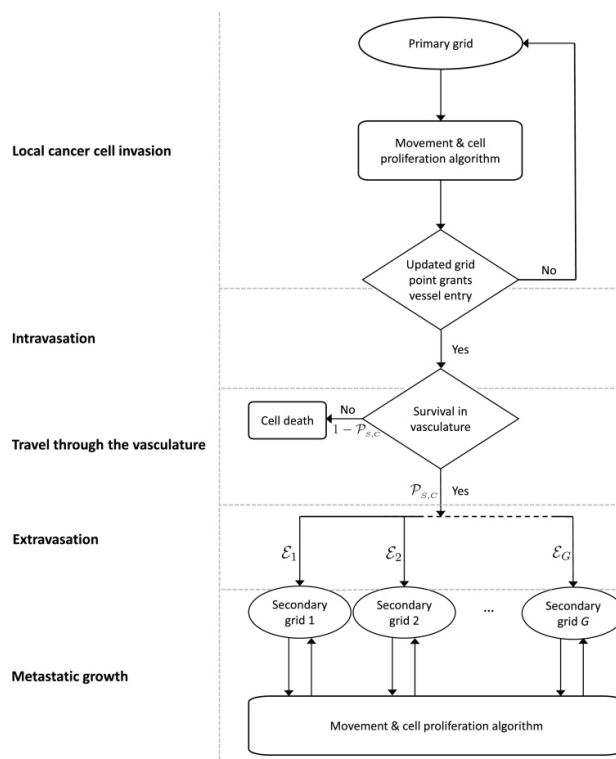 Primary grid
Local cancer cell invasion
Movement & cell
proliferation algorithm
Updated grid
point grants
vessel entry
No
Intravasation
Yes
Travel through the vasculature
Cell death
No
1 − 𝒫s,c
Survival in
vasculature
𝒫s,c Yes
Extravasation
ℰ1
ℰ2
ℰG
Secondary
grid 1
Secondary
grid 2
...
Secondary
grid G
Metastatic growth
Movement & cell proliferation algorithm